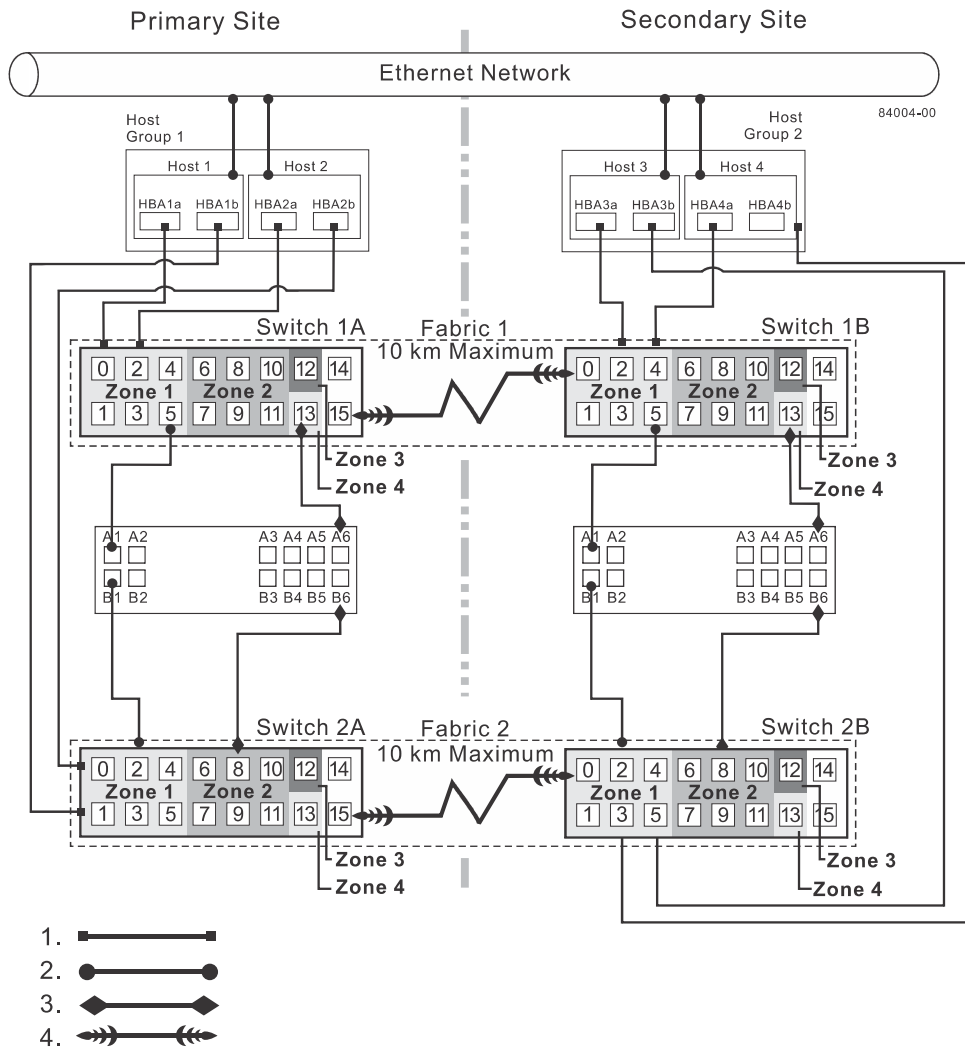 Primary Site
Secondary Site
Ethernet Network
84004-00
Host
Group 1
Host
Group 2
Host 1
Host 2
Host 3
Host 4
HBA1a HBA1b HBA2a HBA2b
HBA3a HBA3b HBA4a HBA4b
Switch 1A
Fabric 1
10 km Maximum
Switch 1B
0 2 4 6 8 10 12 14
Zone 1 Zone 2
1 3 5 7 9 11 13 15
Zone 3
Zone 4
0 2 4 6 8 10 12 14
Zone 1 Zone 2
1 3 5 7 9 11 13 15
Zone 3
Zone 4
A1 A2 A3 A4 A5 A6
B1 B2 B3 B4 B5 B6
A1 A2 A3 A4 A5 A6
B1 B2 B3 B4 B5 B6
Switch 2A
Fabric 2
10 km Maximum
Switch 2B
0 2 4 6 8 10 12 14
Zone 1 Zone 2
1 3 5 7 9 11 13 15
Zone 3
Zone 4
0 2 4 6 8 10 12 14
Zone 1 Zone 2
1 3 5 7 9 11 13 15
Zone 3
Zone 4
1.
2.
3.
4.